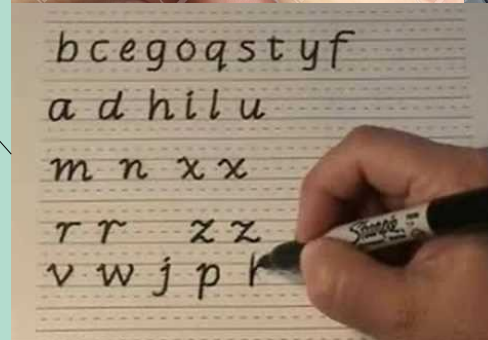 b c e g o q s t y f
a d h i l u
m n x x
r r z z
v w j p
Sharpie